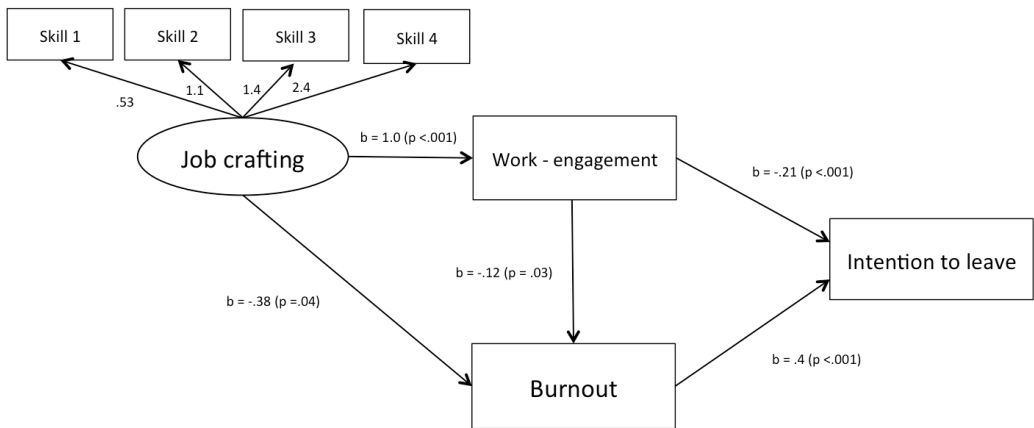 Skill 1
Skill 2
Skill 3
Skill 4
.53
1.1
1.4
2.4
Job crafting
b = 1.0 (p <.001)
Work - engagement
b = -.21 (p <.001)
b = -.12 (p = .03)
Intention to leave
b = -.38 (p =.04)
b = .4 (p <.001)
Burnout